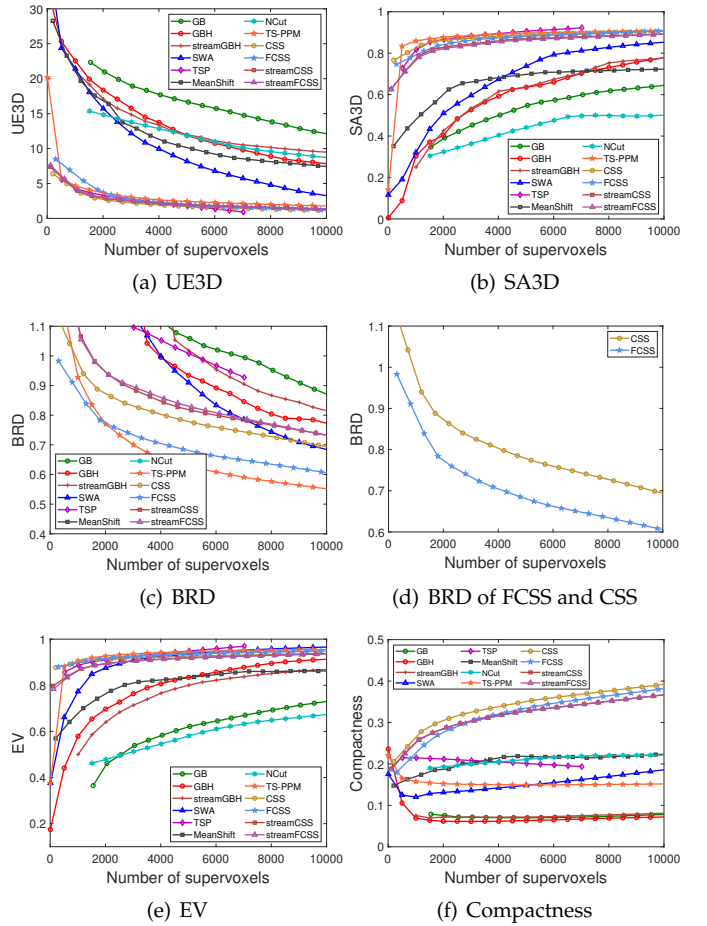 35
30
25
20
15
10
5
0
UE3D
GB
GBH
streamGBH
SWA
TSP
MeanShift
NCut
TS-PPM
CSS
FCSS
streamCSS
streamFCSS
0 2000 4000 6000 8000 10000
Number of supervoxels
(a) UE3D
1
0.8
0.6
0.4
0.2
0
SA3D
GB
GBH
streamGBH
SWA
TSP
MeanShift
NCut
TS-PPM
CSS
FCSS
streamCSS
streamFCSS
0 2000 4000 6000 8000 10000
Number of supervoxels
(b) SA3D
1.1
1
0.9
0.8
0.7
0.6
0.5
0.4
BRD
GB
GBH
streamGBH
SWA
TSP
MeanShift
NCut
TS-PPM
CSS
FCSS
streamCSS
streamFCSS
0 2000 4000 6000 8000 10000
Number of supervoxels
(c) BRD
1.1
1
0.9
0.8
0.7
0.6
BRD
CSS
FCSS
0 2000 4000 6000 8000 10000
Number of supervoxels
(d) BRD of FCSS and CSS
1
0.8
0.6
0.4
0.2
EV
GB
GBH
streamGBH
SWA
TSP
MeanShift
NCut
TS-PPM
CSS
FCSS
streamCSS
streamFCSS
0 2000 4000 6000 8000 10000
Number of supervoxels
(e) EV
0.5
0.4
0.3
0.2
0.1
0
Compactness
GB
GBH
streamGBH
SWA
TSP
MeanShift
NCut
TS-PPM
CSS
FCSS
streamCSS
streamFCSS
0 2000 4000 6000 8000 10000
Number of supervoxels
(f) Compactness